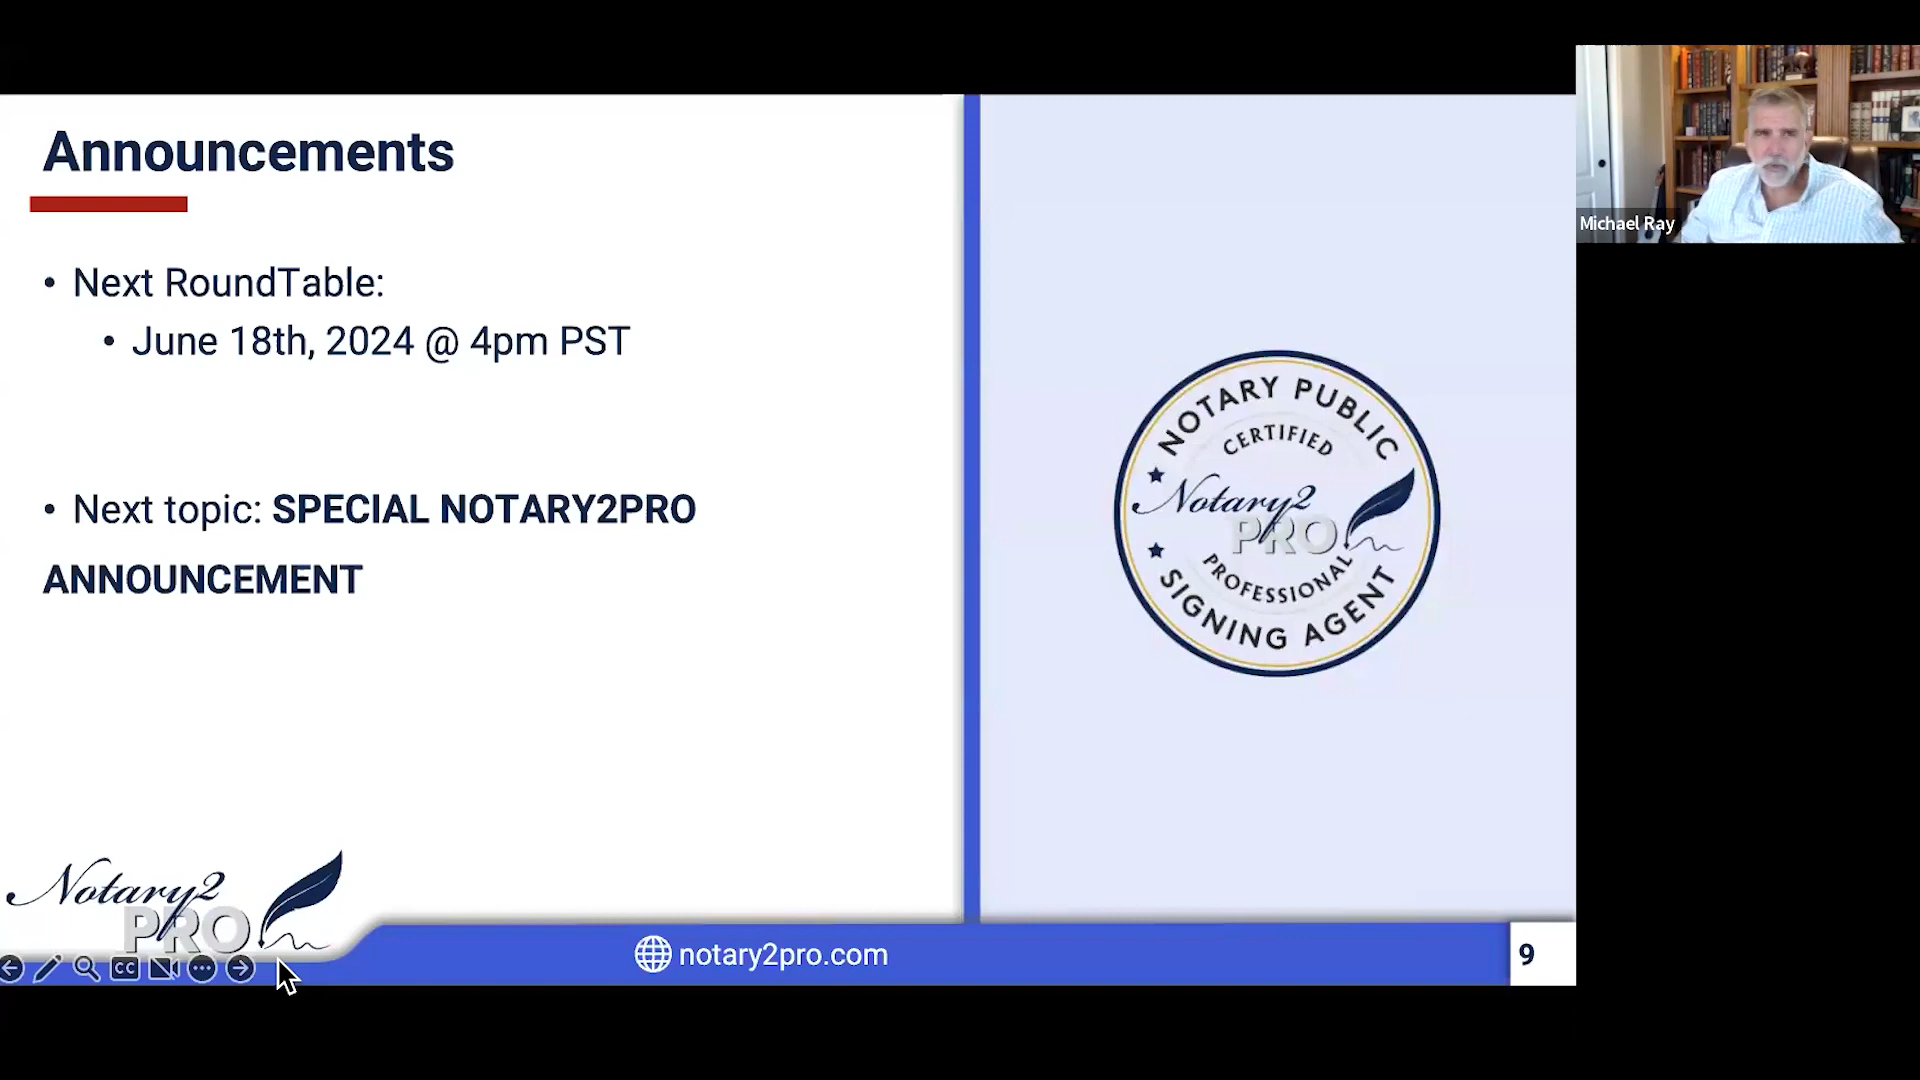 Announcements
• Next RoundTable:
• June 18th, 2024 @ 4pm PST
• Next topic: SPECIAL NOTARY2PRO
ANNOUNCEMENT
NOTARY PUBLIC
CERTIFIED
Notary2
PRO
PROFESSIONAL
SIGNING AGENT
Michael Ray
Notary2
PRO
CC
notary2pro.com
9